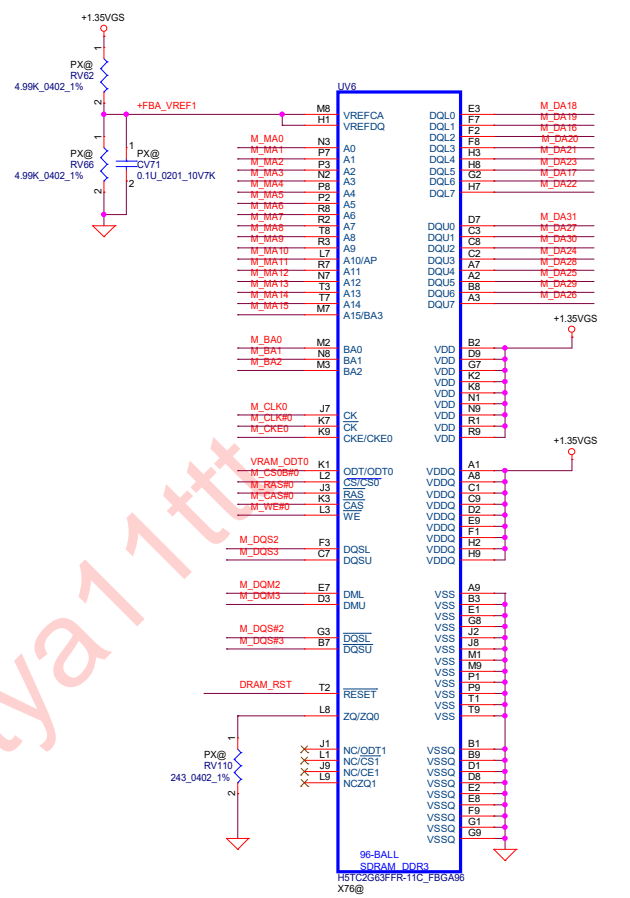 +1.35VGS
1
PX@
RV62
4.99K_0402_1%
2
+FBA_VREF1
1
PX@
RV66
4.99K_0402_1%
2
1
PX@
CV71
0.1U_0201_10V7K
2
UV6
M8 VREFCA
H1 VREFDQ
M_MA0 N3 A0
M_MA1 P7 A1
M_MA2 P3 A2
M_MA3 N2 A3
M_MA4 P8 A4
M_MA5 P2 A5
M_MA6 R8 A6
M_MA7 R2 A7
M_MA8 T8 A8
M_MA9 R3 A9
M_MA10 L7 A10/AP
M_MA11 R7 A11
M_MA12 N7 A12
M_MA13 T3 A13
M_MA14 T7 A14
M_MA15 M7 A15/BA3
M_BA0 M2 BA0
M_BA1 N8 BA1
M_BA2 M3 BA2
M_CLK0 J7 CK
M_CLK#0 K7 CK
M_CKE0 K9 CKE/CKE0
VRAM_ODT0 K1 ODT/ODT0
M_CS0B#0 L2 CS/CS0
M_RAS#0 J3 RAS
M_CAS#0 K3 CAS
M_WE#0 L3 WE
M_DQS2 F3 DQSL
M_DQS3 C7 DQSU
M_DQM2 E7 DML
M_DQM3 D3 DMU
M_DQS#2 G3 DQSL
M_DQS#3 B7 DQSU
DRAM_RST T2 RESET
L8 ZQ/ZQ0
1
PX@
RV110
243_0402_1%
2
J1 NC/ODT1
L1 NC/CS1
J9 NC/CE1
L9 NCZQ1
DQL0 E3 M_DA18
DQL1 F7 M_DA19
DQL2 F2 M_DA16
DQL3 F8 M_DA20
DQL4 H3 M_DA21
DQL5 H8 M_DA23
DQL6 G2 M_DA17
DQL7 H7 M_DA22
DQU0 D7 M_DA31
DQU1 C3 M_DA27
DQU2 C8 M_DA30
DQU3 C2 M_DA24
DQU4 A7 M_DA28
DQU5 A2 M_DA25
DQU6 B8 M_DA29
DQU7 A3 M_DA26
+1.35VGS
VDD B2
VDD D9
VDD G7
VDD K2
VDD K8
VDD N1
VDD N9
VDD R1
VDD R9
+1.35VGS
VDDQ A1
VDDQ A8
VDDQ C1
VDDQ C9
VDDQ D2
VDDQ E9
VDDQ F1
VDDQ H2
VDDQ H9
VSS A9
VSS B3
VSS E1
VSS G8
VSS J2
VSS J8
VSS M1
VSS M9
VSS P1
VSS P9
VSS T1
VSS T9
VSSQ B1
VSSQ B9
VSSQ D1
VSSQ D8
VSSQ E2
VSSQ E8
VSSQ F9
VSSQ G1
VSSQ G9
96-BALL
SDRAM_DDR3
H5TC2G63FFR-11C_FBGA96
X76@